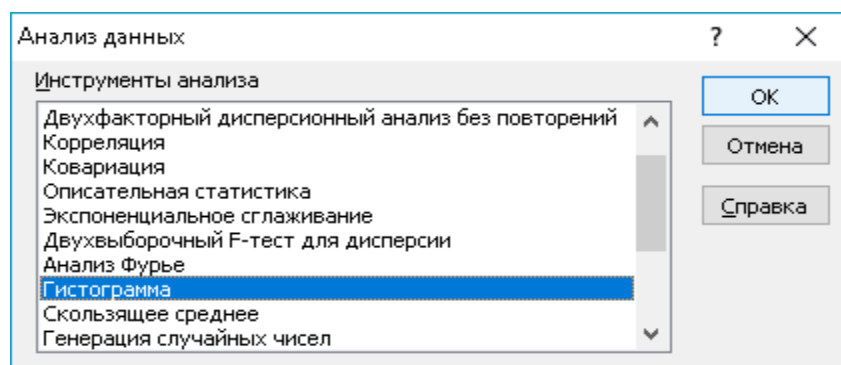 Анализ данных ? ✕
Инструменты анализа
Двухфакторный дисперсионный анализ без повторений
Корреляция
Ковариация
Описательная статистика
Экспоненциальное сглаживание
Двухвыборочный F-тест для дисперсии
Анализ Фурье
Гистограмма
Скользящее среднее
Генерация случайных чисел
ОК
Отмена
Справка